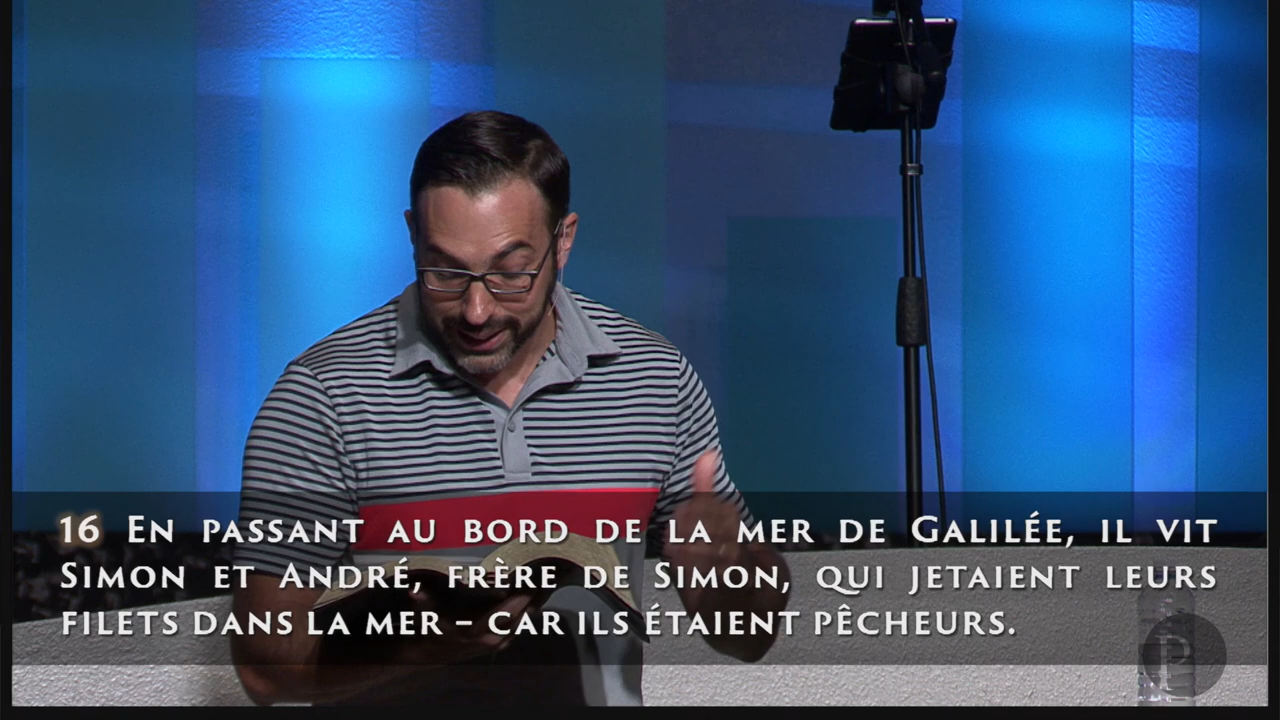 16 En passant au bord de la mer de Galilée, il vit
Simon et André, frère de Simon, qui jetaient leurs
filets dans la mer – car ils étaient pêcheurs.
P